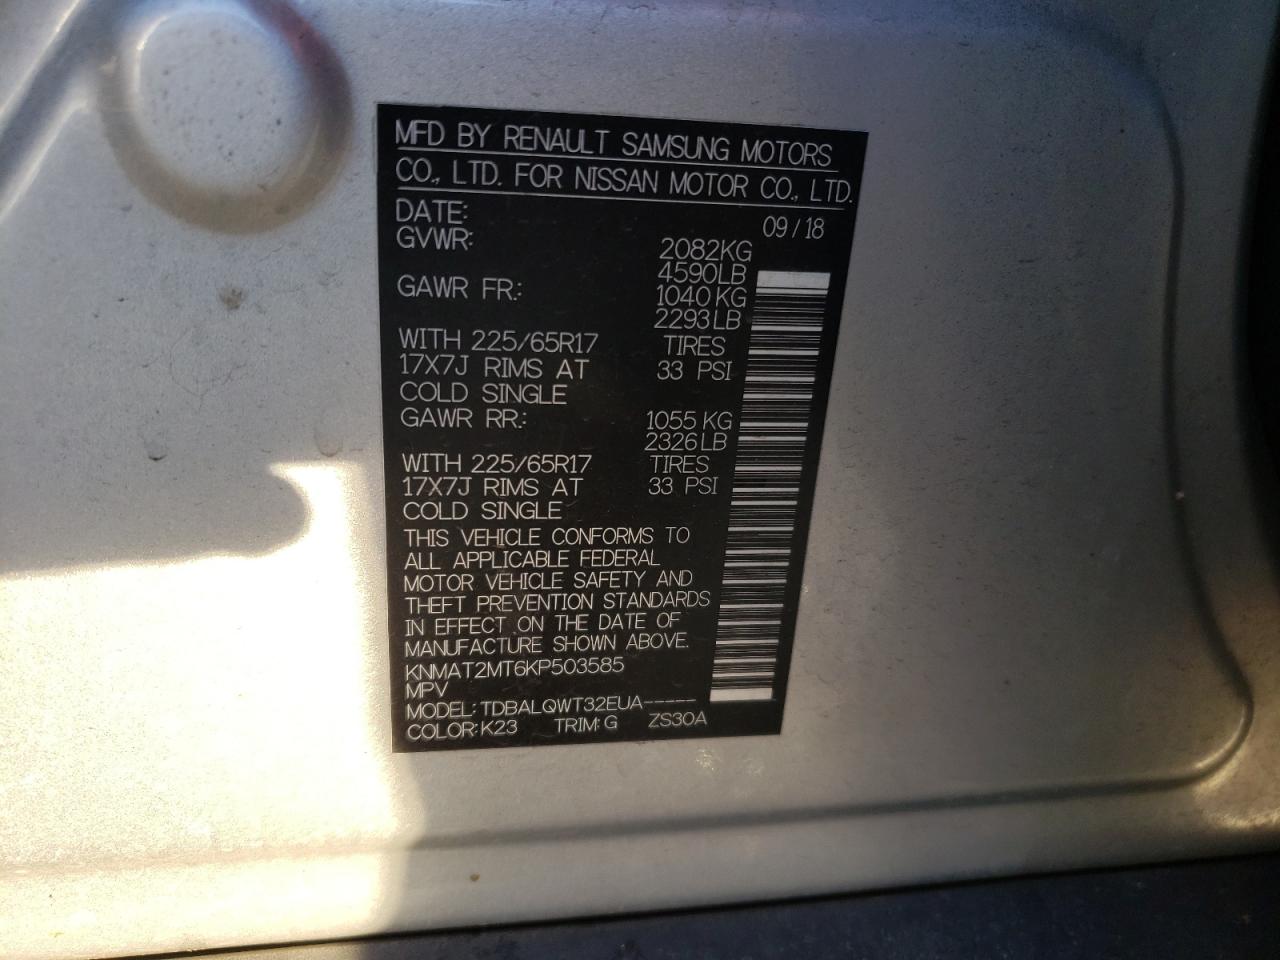 MFD BY RENAULT SAMSUNG MOTORS
CO., LTD. FOR NISSAN MOTOR CO., LTD.
DATE: 09/18
GVWR: 2082KG
4590LB
GAWR FR.: 1040KG
2293LB
WITH 225/65R17 TIRES
17X7J RIMS AT 33 PSI
COLD SINGLE
GAWR RR.: 1055KG
2326LB
WITH 225/65R17 TIRES
17X7J RIMS AT 33 PSI
COLD SINGLE
THIS VEHICLE CONFORMS TO
ALL APPLICABLE FEDERAL
MOTOR VEHICLE SAFETY AND
THEFT PREVENTION STANDARDS
IN EFFECT ON THE DATE OF
MANUFACTURE SHOWN ABOVE.
KNMAT2MT6KP503585
MPV
MODEL: TDBALQWT32EUA-----
COLOR: K23 TRIM: G ZS30A